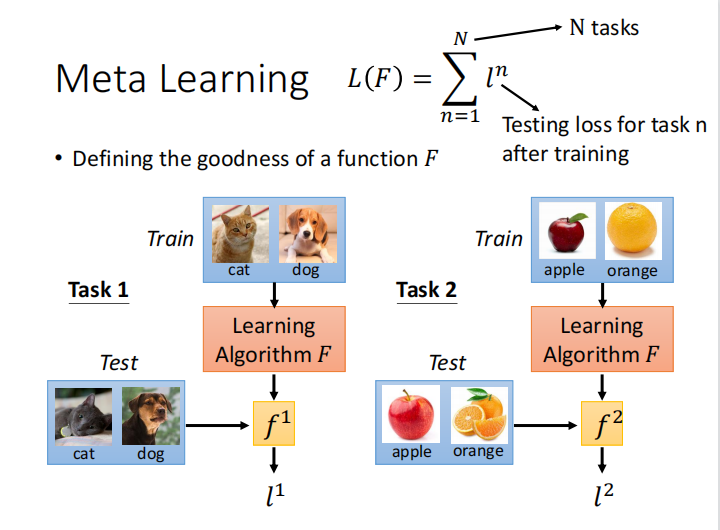 Meta Learning
L(F) = ∑ l^n
N
n=1
N tasks
Testing loss for task n
after training
• Defining the goodness of a function F
Train
cat dog
Task 1
Learning
Algorithm F
Test
cat dog
f^1
l^1
Train
apple orange
Task 2
Learning
Algorithm F
Test
apple orange
f^2
l^2